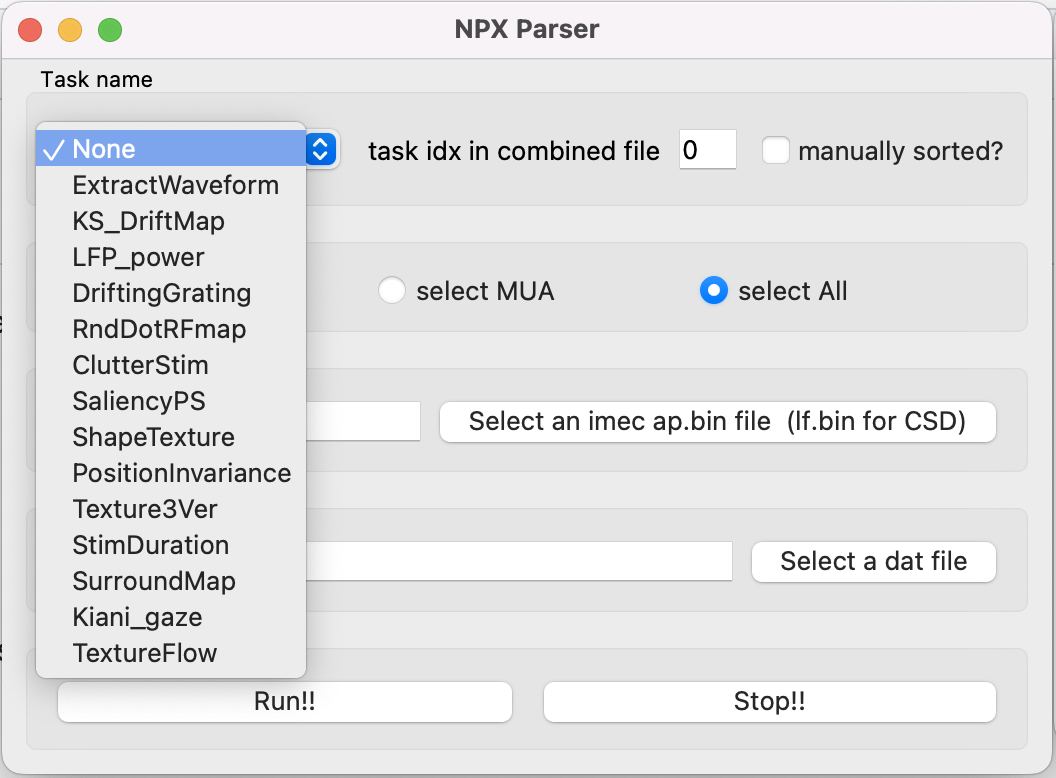 NPX Parser
Task name
✓ None
task idx in combined file 0 manually sorted?
ExtractWaveform
KS_DriftMap
LFP_power
DriftingGrating
select MUA select All
RndDotRFmap
ClutterStim
SaliencyPS
Select an imec ap.bin file (lf.bin for CSD)
ShapeTexture
PositionInvariance
Texture3Ver
StimDuration
Select a dat file
SurroundMap
Kiani_gaze
TextureFlow
Run!! Stop!!